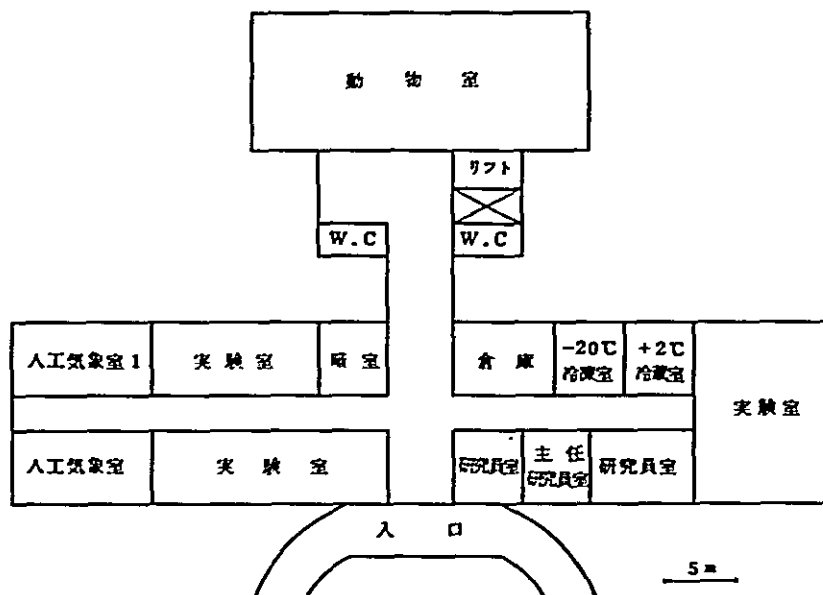 動物室
リフト
W.C
W.C
人工気象室1
実験室
暗室
倉庫
-20℃
冷凍室
+2℃
冷蔵室
実験室
人工気象室
実験室
研究員室
主任
研究員室
研究員室
入口
5m